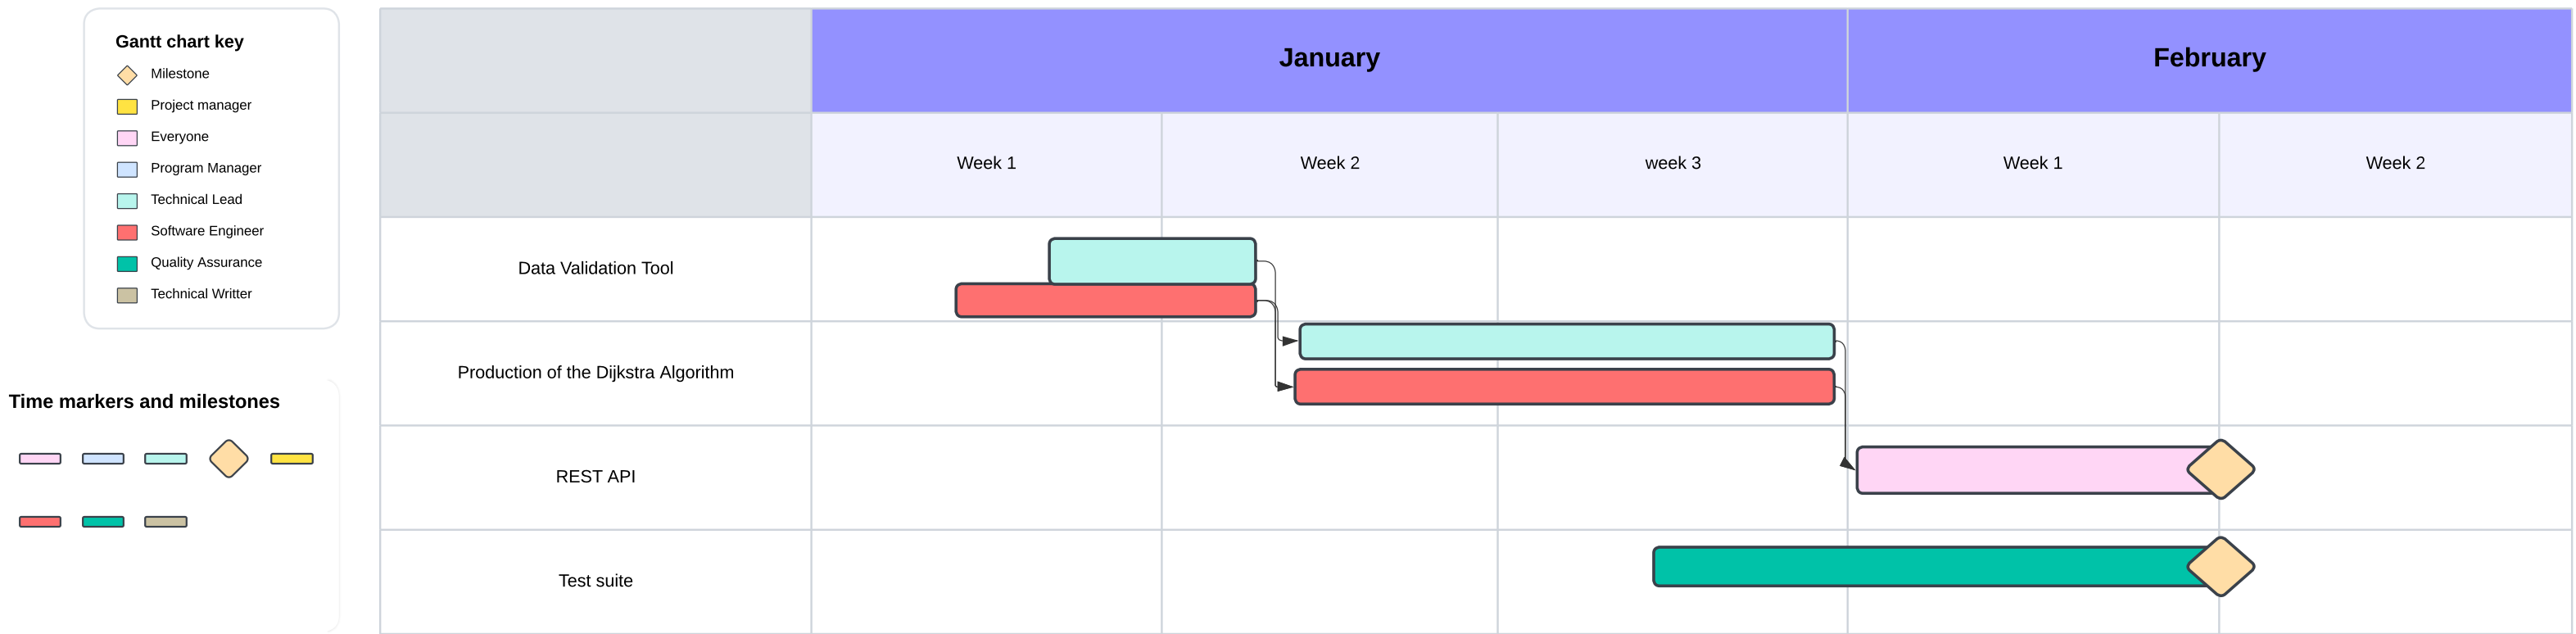 Gantt chart key
Milestone
Project manager
Everyone
Program Manager
Technical Lead
Software Engineer
Quality Assurance
Technical Writter
Time markers and milestones
January
February
Week 1
Week 2
week 3
Week 1
Week 2
Data Validation Tool
Production of the Dijkstra Algorithm
REST API
Test suite